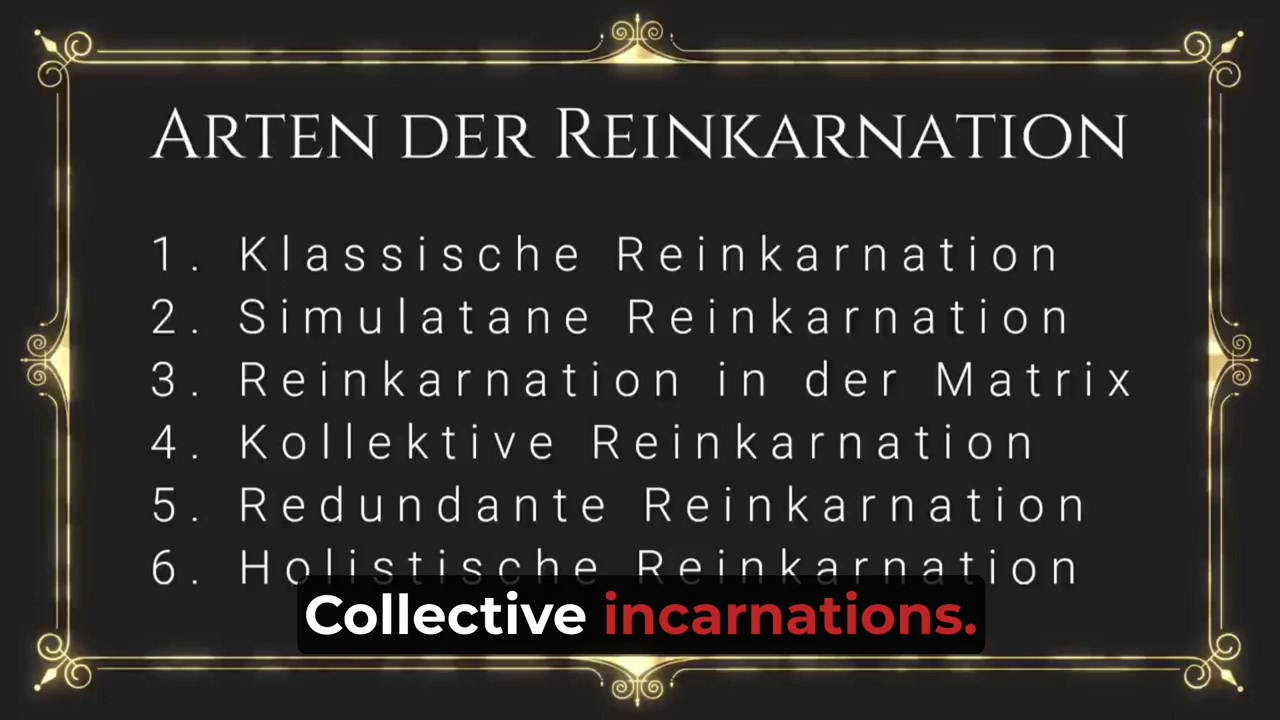 Arten der Reinkarnation
1. Klassische Reinkarnation
2. Simulatane Reinkarnation
3. Reinkarnation in der Matrix
4. Kollektive Reinkarnation
5. Redundante Reinkarnation
6. Holistische Reinkarnation
Collective incarnations.